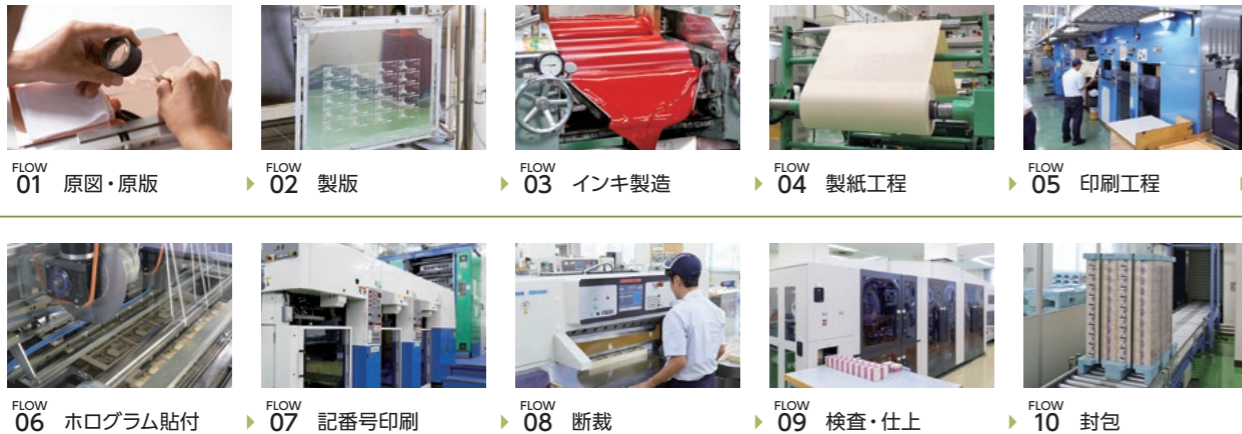 FLOW
01 原図・原版
FLOW
02 製版
FLOW
03 インキ製造
FLOW
04 製紙工程
FLOW
05 印刷工程
FLOW
06 ホログラム貼付
FLOW
07 記番号印刷
FLOW
08 断裁
FLOW
09 検査・仕上
FLOW
10 封包